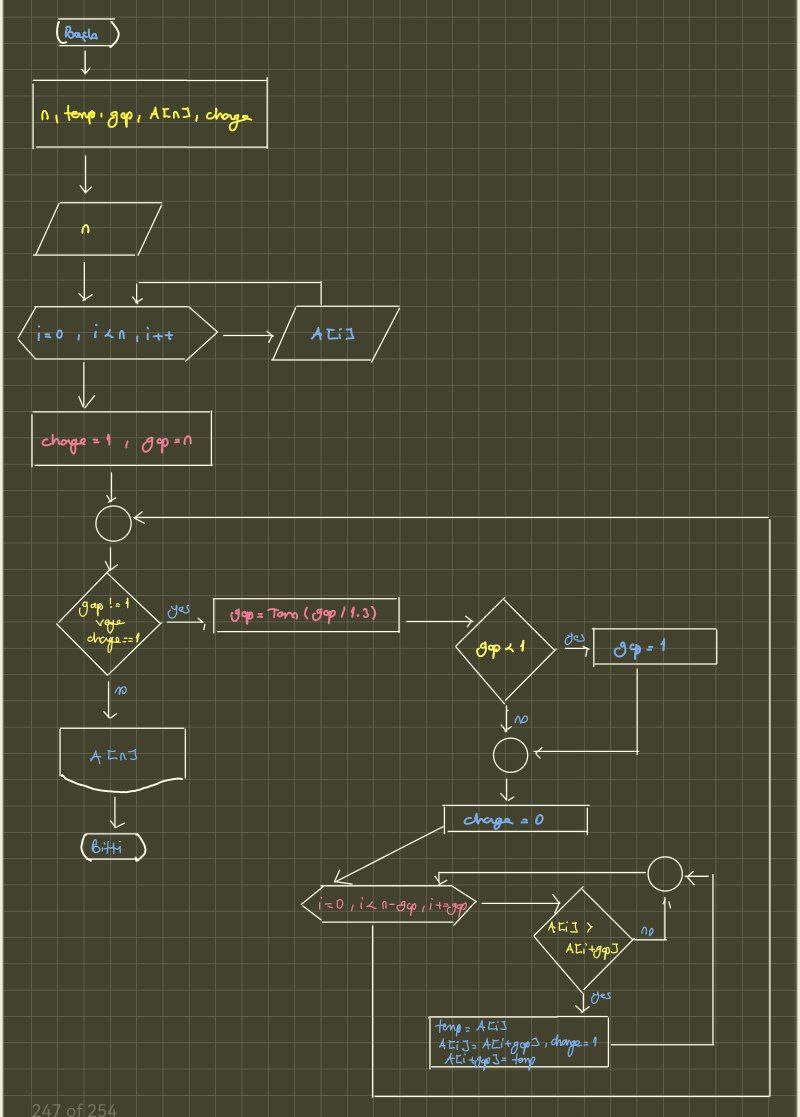 Başla
n, temp, gap, A[n], change
n
i=0 , i<n , i++
A[i]
change = 1 , gap = n
gap != 1
veya
change==1
yes
gap = Tam (gap / 1.3)
gap < 1
yes
gap = 1
no
no
A[n]
change = 0
Bitti
i=0 , i<n-gap , i+=gap
A[i] >
A[i+gap]
no
yes
temp = A[i]
A[i] = A[i+gap] , change = 1
A[i+gap] = temp
247 of 254